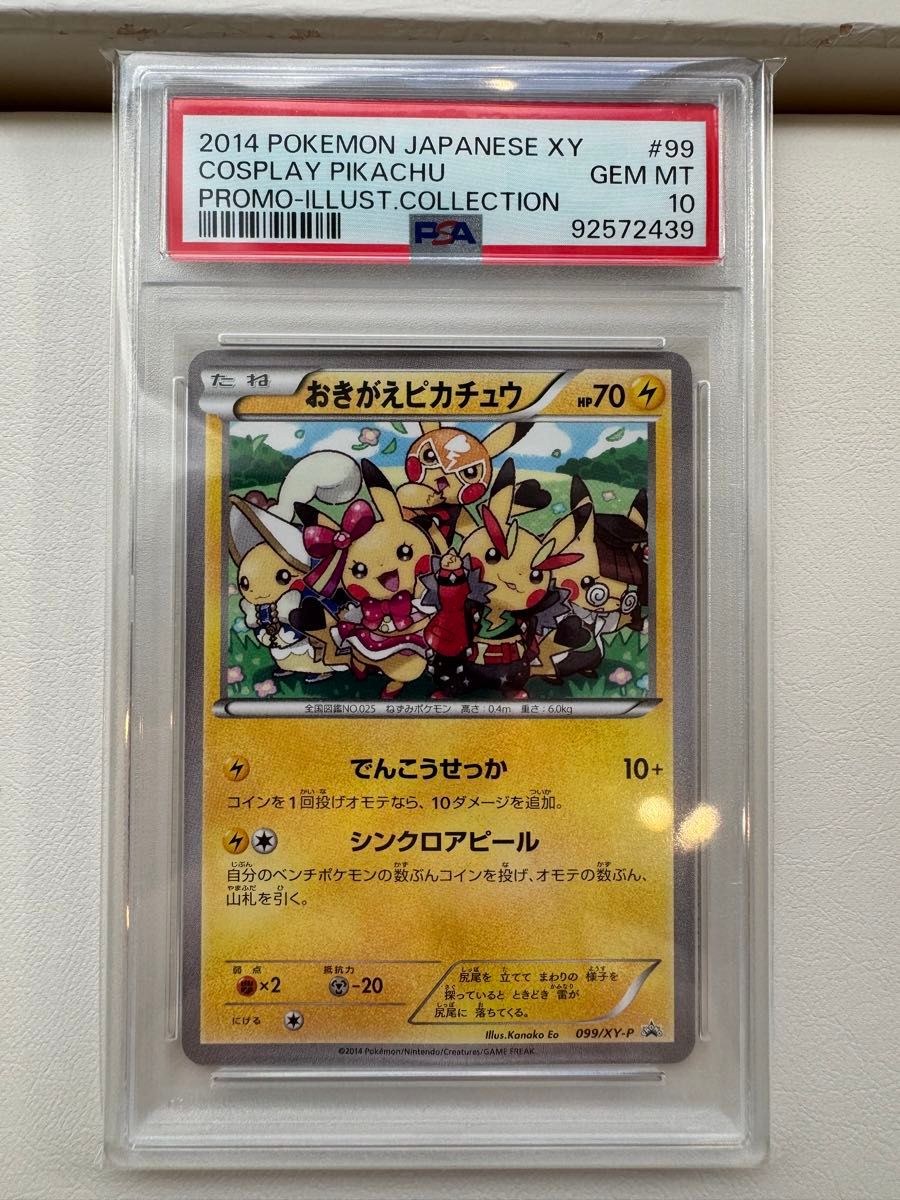 2014 POKEMON JAPANESE XY #99
COSPLAY PIKACHU GEM MT
PROMO-ILLUST.COLLECTION 10
PSA 92572439
たね おきがえピカチュウ HP70
全国図鑑NO.025 ねずみポケモン 高さ:0.4m 重さ:6.0kg
でんこうせっか 10+
コインを1回投げオモテなら、10ダメージを追加。
シンクロアピール
自分のベンチポケモンの数ぶんコインを投げ、オモテの数ぶん、
山札を引く。
弱点 抵抗力
×2 -20
にげる
尻尾を 立てて まわりの 様子を
探っていると ときどき 雷が
尻尾に 落ちてくる。
Illus.Kanako Eo 099/XY-P
©2014 Pokémon/Nintendo/Creatures/GAME FREAK.